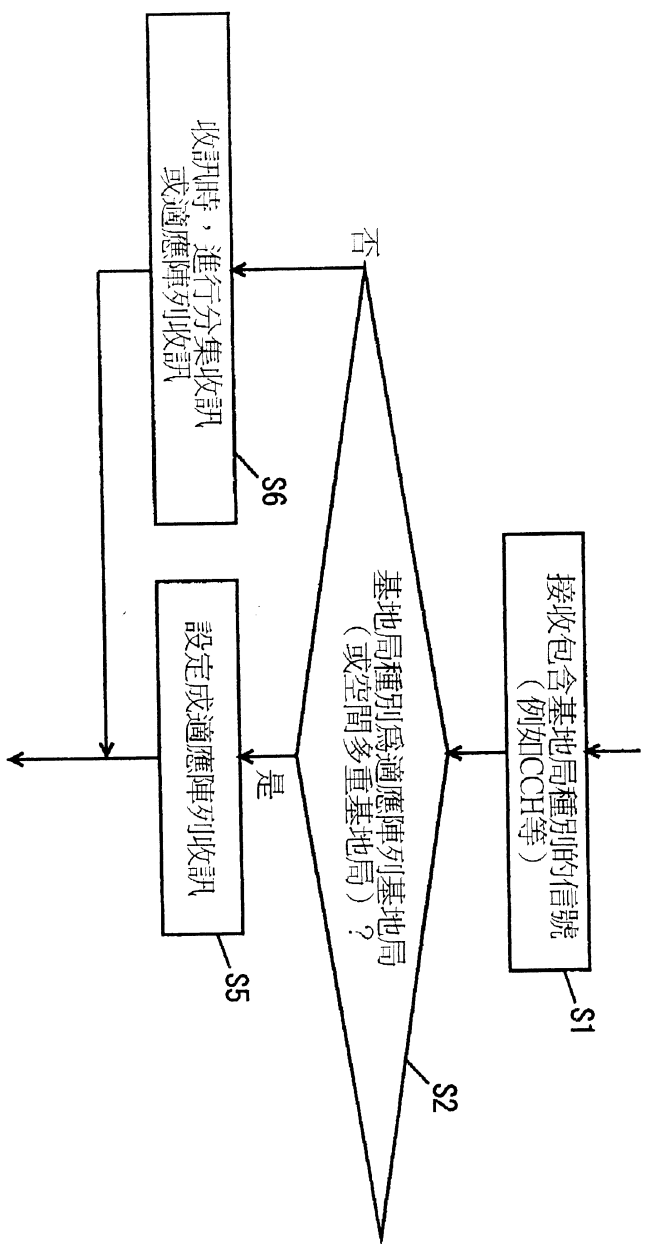 接收包含基地局種別的信號
（例如CCH等）
S1
基地局種別爲適應陣列基地局
（或空間多重基地局）？
S2
否
是
收訊時，進行分集收訊
或適應陣列收訊
S6
設定成適應陣列收訊
S5